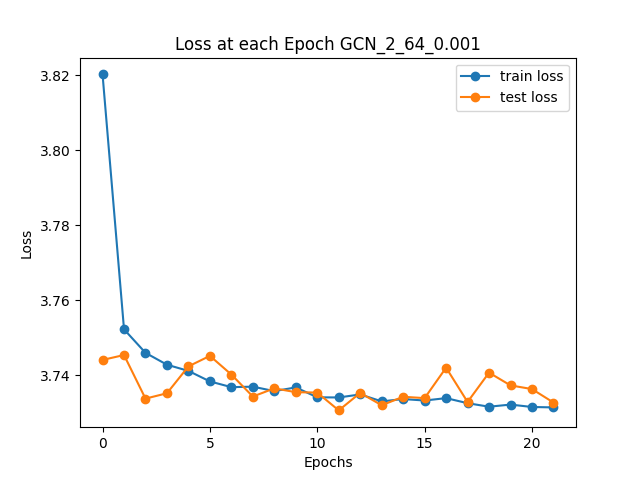 Loss at each Epoch GCN_2_64_0.001
train loss
test loss
3.82
3.80
3.78
3.76
3.74
Loss
0 5 10 15 20
Epochs